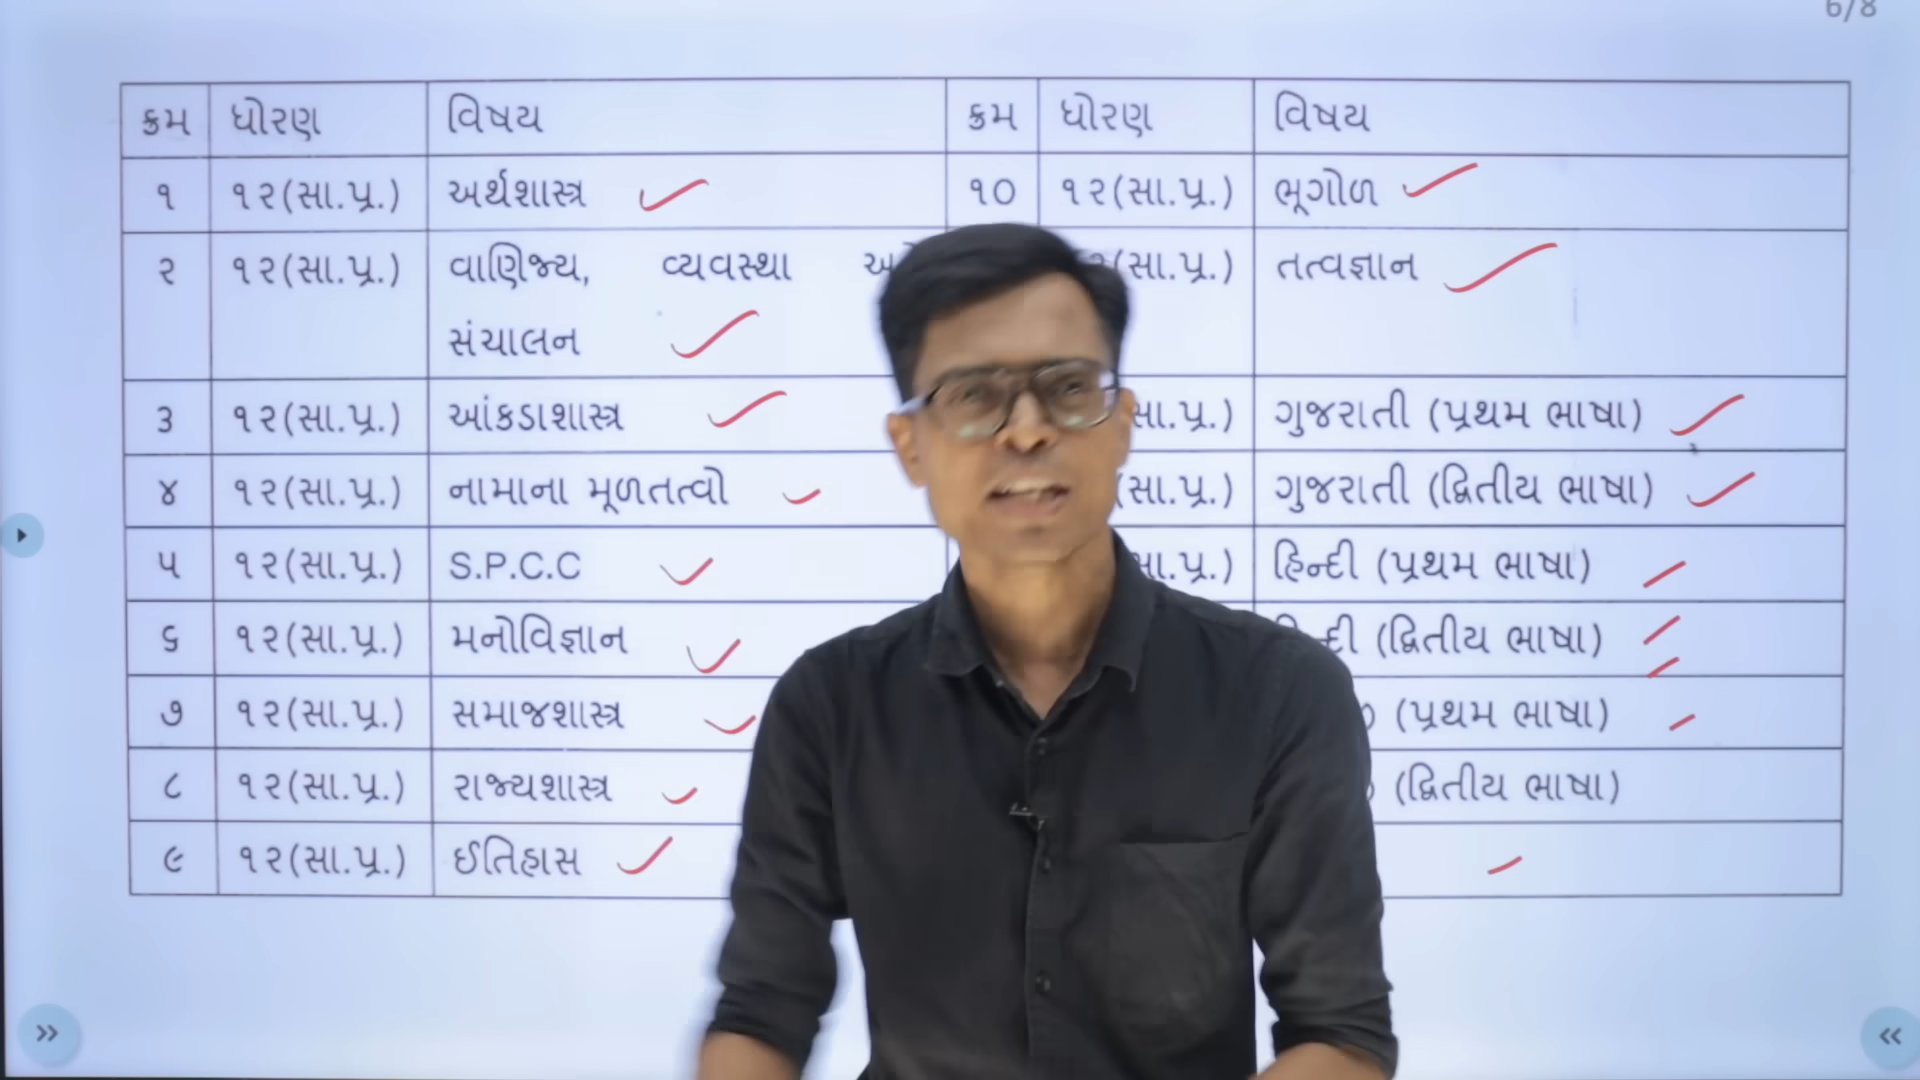 6/8
ક્રમ ધોરણ વિષય ક્રમ ધોરણ વિષય
૧ ૧૨(સા.પ્ર.) અર્થશાસ્ત્ર ૧૦ ૧૨(સા.પ્ર.) ભૂગોળ
૨ ૧૨(સા.પ્ર.) વાણિજ્ય, વ્યવસ્થા (સા.પ્ર.) તત્વજ્ઞાન
સંચાલન
૩ ૧૨(સા.પ્ર.) આંકડાશાસ્ત્ર સા.પ્ર.) ગુજરાતી (પ્રથમ ભાષા)
૪ ૧૨(સા.પ્ર.) નામાના મૂળતત્વો (સા.પ્ર.) ગુજરાતી (દ્વિતીય ભાષા)
૫ ૧૨(સા.પ્ર.) S.P.C.C પ્ર.) હિન્દી (પ્રથમ ભાષા)
૬ ૧૨(સા.પ્ર.) મનોવિજ્ઞાન (દ્વિતીય ભાષા)
૭ ૧૨(સા.પ્ર.) સમાજશાસ્ત્ર (પ્રથમ ભાષા)
૮ ૧૨(સા.પ્ર.) રાજ્યશાસ્ત્ર (દ્વિતીય ભાષા)
૯ ૧૨(સા.પ્ર.) ઈતિહાસ